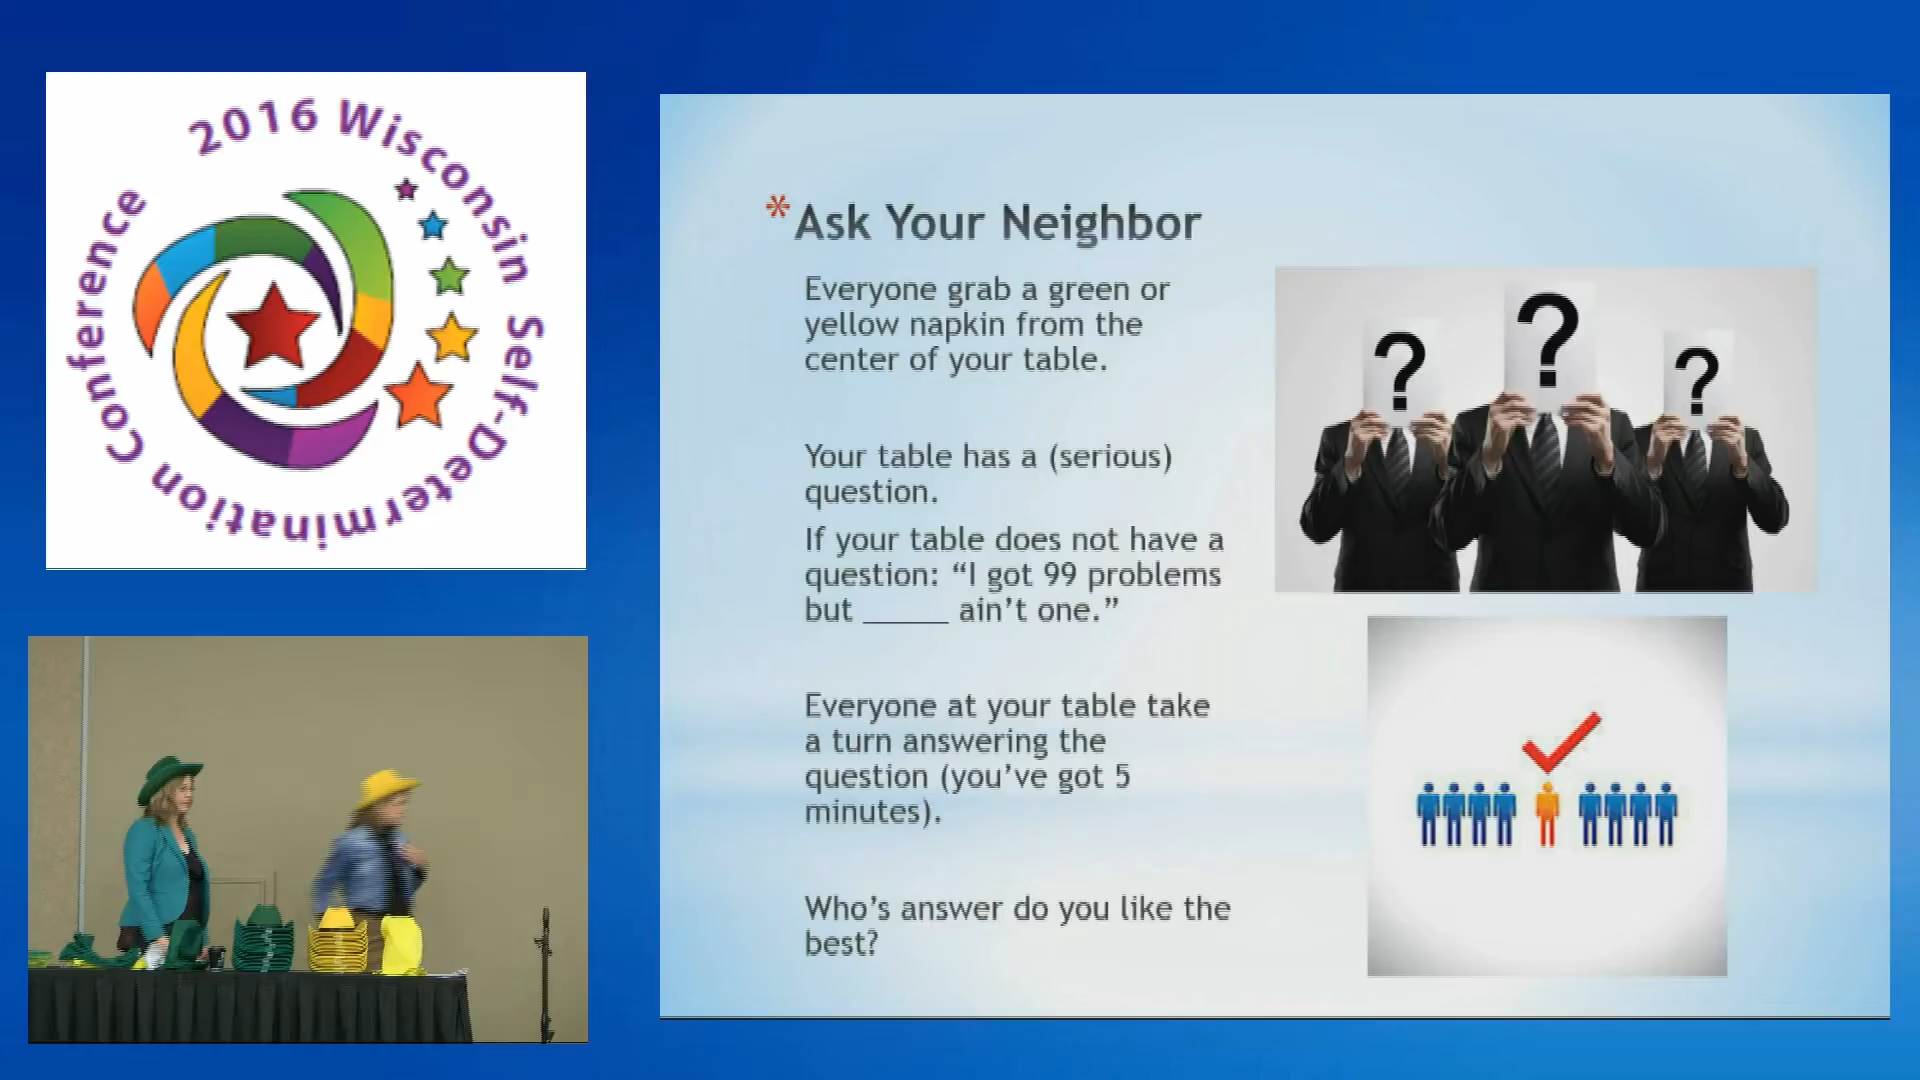 2016 Wisconsin Self-Determination Conference
*Ask Your Neighbor
Everyone grab a green or
yellow napkin from the
center of your table.
Your table has a (serious)
question.
If your table does not have a
question: “I got 99 problems
but _____ ain’t one.”
Everyone at your table take
a turn answering the
question (you’ve got 5
minutes).
Who’s answer do you like the
best?
?
?
?